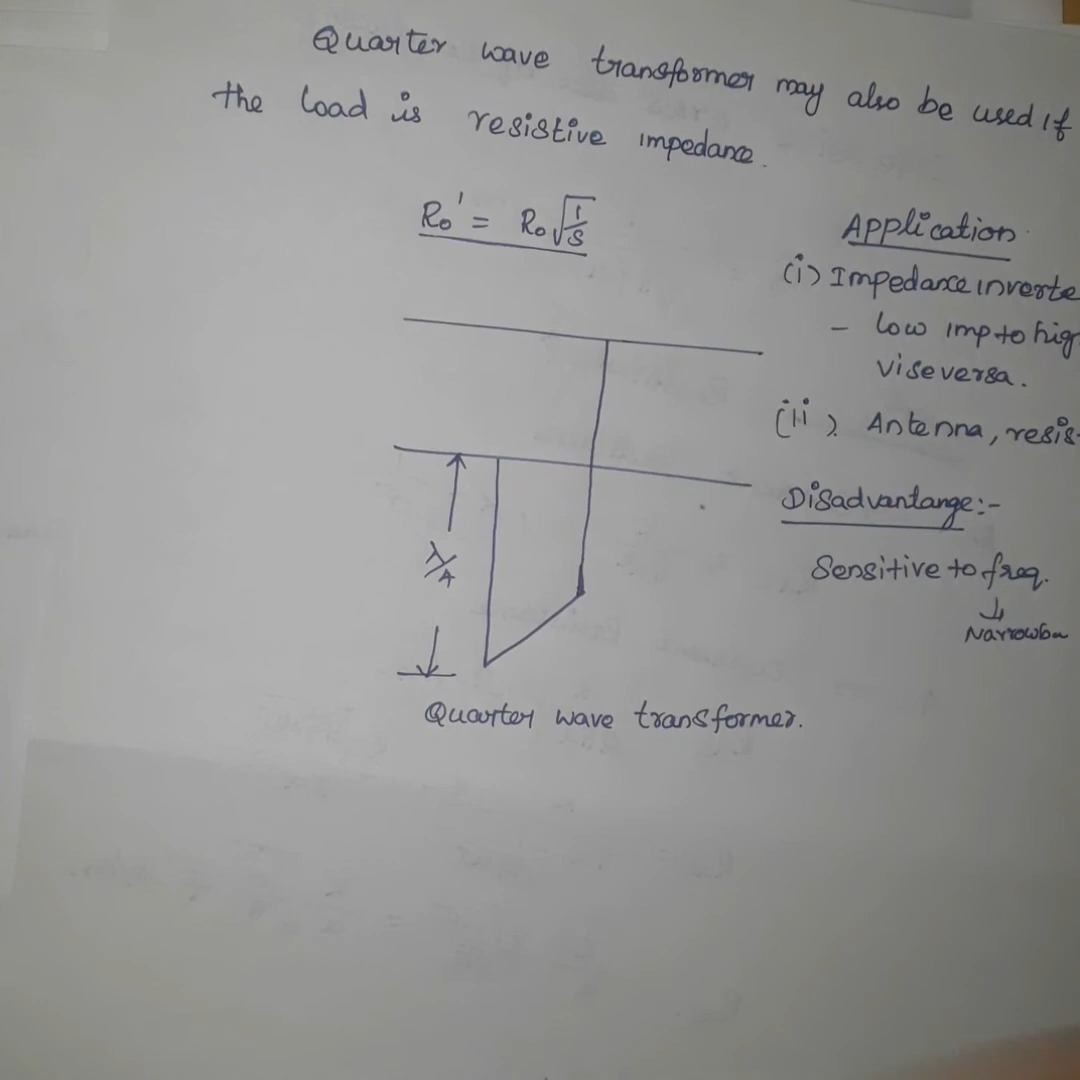 Quarter wave transformer may also be used if
the load is resistive impedance.
Ro' = Ro√1/s
Application
(i) Impedance inverte
- low imp to hig
viseversa.
(ii) Antenna, resis-
Disadvantange:-
Sensitive to freq.
↓
Narrowba
λ/4
Quarter wave transformer.